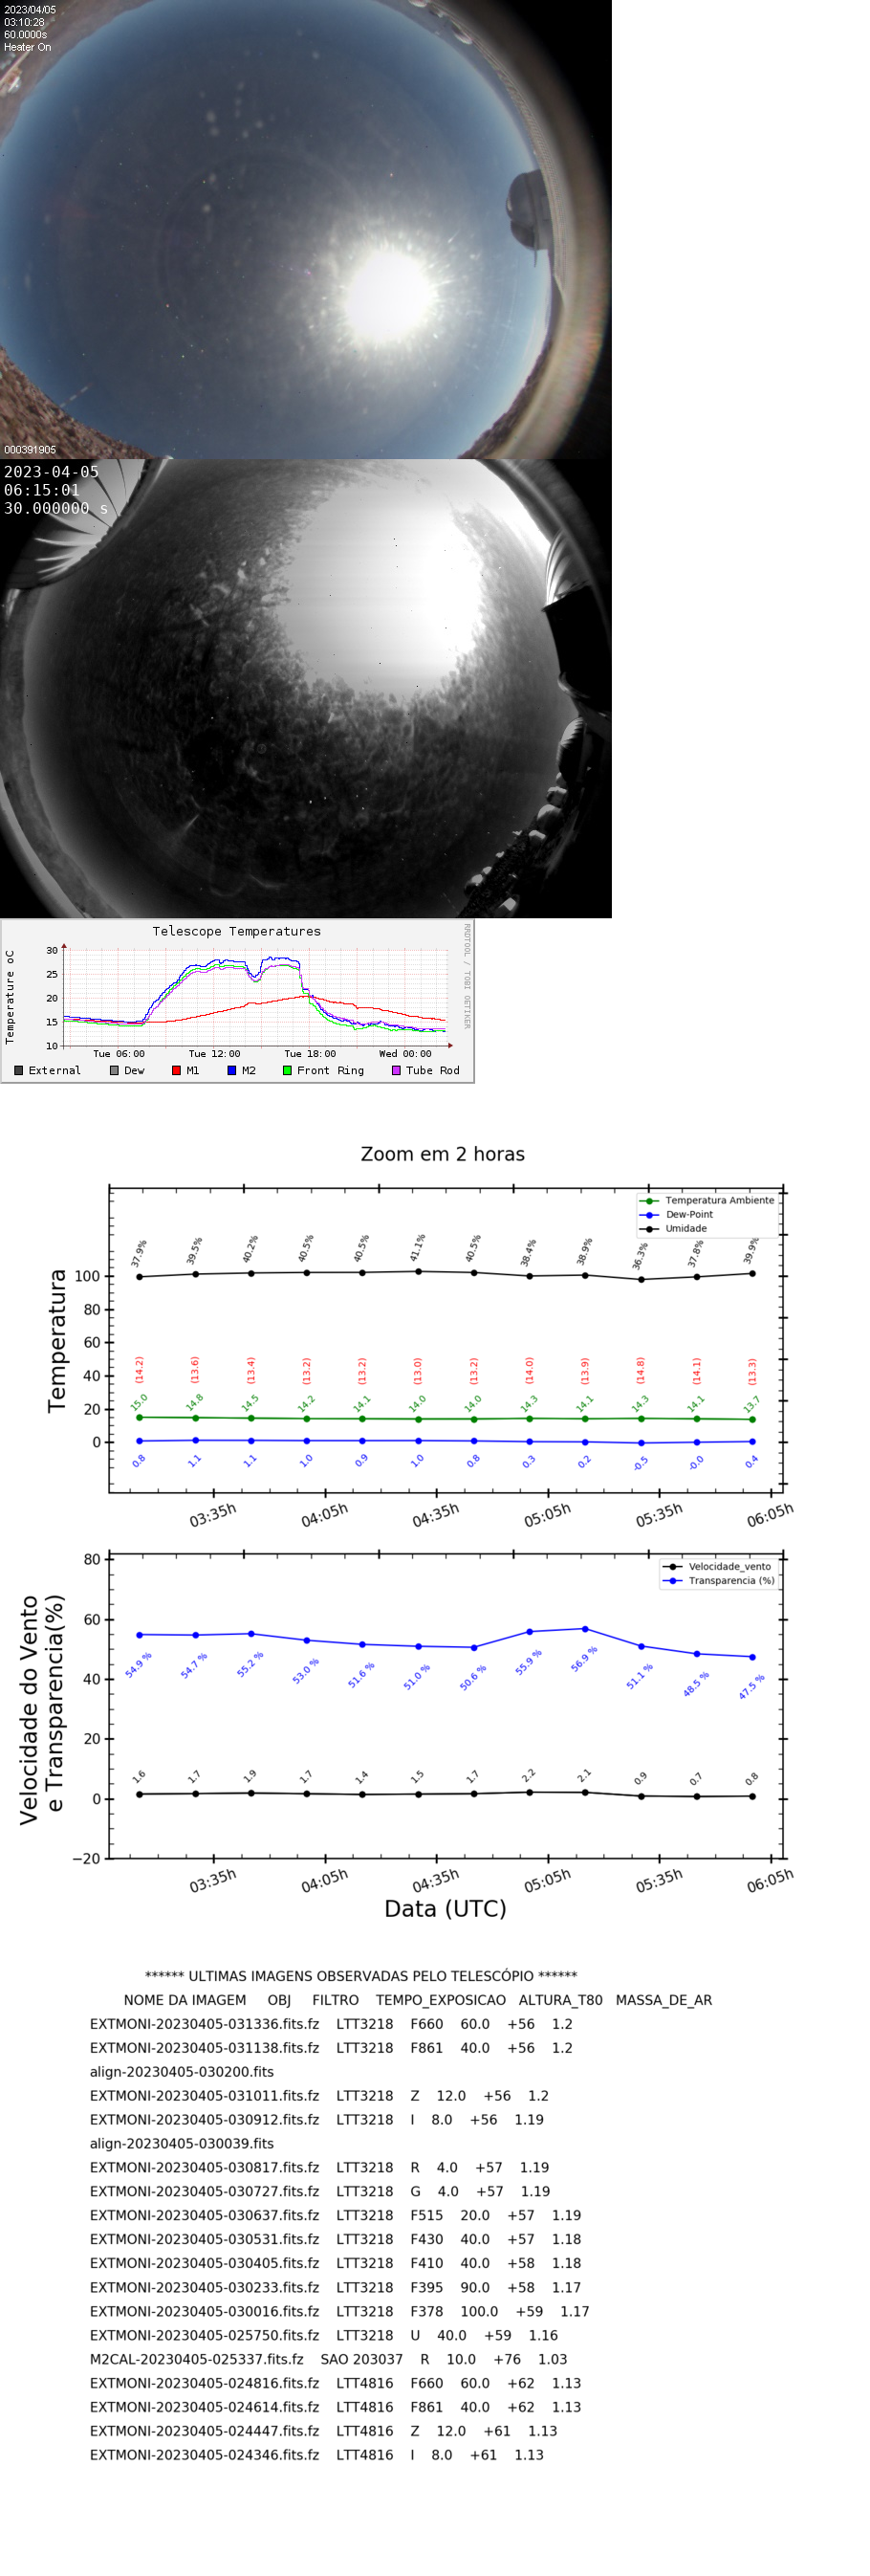 2023/04/05
03:10:28
60.0000s
Heater On
000391905
2023-04-05
06:15:01
30.000000 s
Telescope Temperatures
RRDTOOL / TOBI OETIKER
Temperature oC
30
25
20
15
10
Tue 06:00 Tue 12:00 Tue 18:00 Wed 00:00
External Dew M1 M2 Front Ring Tube Rod
Zoom em 2 horas
Temperatura Ambiente
Dew-Point
Umidade
37.9% 39.5% 40.2% 40.5% 40.5% 41.1% 40.5% 38.4% 38.9% 36.3% 37.8% 39.9%
Temperatura
100
80
60
40
20
0
(14.2) (13.6) (13.4) (13.2) (13.2) (13.0) (13.2) (14.0) (13.9) (14.8) (14.1) (13.3)
15.0 14.8 14.5 14.2 14.1 14.0 14.0 14.3 14.1 14.3 14.1 13.7
0.8 1.1 1.1 1.0 0.9 1.0 0.8 0.3 0.2 -0.5 -0.0 0.4
03:35h 04:05h 04:35h 05:05h 05:35h 06:05h
Velocidade do Vento
e Transparencia(%)
80
60
40
20
0
−20
Velocidade_vento
Transparencia (%)
54.9 % 54.7 % 55.2 % 53.0 % 51.6 % 51.0 % 50.6 % 55.9 % 56.9 % 51.1 % 48.5 % 47.5 %
1.6 1.7 1.9 1.7 1.4 1.5 1.7 2.2 2.1 0.9 0.7 0.8
03:35h 04:05h 04:35h 05:05h 05:35h 06:05h
Data (UTC)
****** ULTIMAS IMAGENS OBSERVADAS PELO TELESCÓPIO ******
NOME DA IMAGEM OBJ FILTRO TEMPO_EXPOSICAO ALTURA_T80 MASSA_DE_AR
EXTMONI-20230405-031336.fits.fz LTT3218 F660 60.0 +56 1.2
EXTMONI-20230405-031138.fits.fz LTT3218 F861 40.0 +56 1.2
align-20230405-030200.fits
EXTMONI-20230405-031011.fits.fz LTT3218 Z 12.0 +56 1.2
EXTMONI-20230405-030912.fits.fz LTT3218 I 8.0 +56 1.19
align-20230405-030039.fits
EXTMONI-20230405-030817.fits.fz LTT3218 R 4.0 +57 1.19
EXTMONI-20230405-030727.fits.fz LTT3218 G 4.0 +57 1.19
EXTMONI-20230405-030637.fits.fz LTT3218 F515 20.0 +57 1.19
EXTMONI-20230405-030531.fits.fz LTT3218 F430 40.0 +57 1.18
EXTMONI-20230405-030405.fits.fz LTT3218 F410 40.0 +58 1.18
EXTMONI-20230405-030233.fits.fz LTT3218 F395 90.0 +58 1.17
EXTMONI-20230405-030016.fits.fz LTT3218 F378 100.0 +59 1.17
EXTMONI-20230405-025750.fits.fz LTT3218 U 40.0 +59 1.16
M2CAL-20230405-025337.fits.fz SAO 203037 R 10.0 +76 1.03
EXTMONI-20230405-024816.fits.fz LTT4816 F660 60.0 +62 1.13
EXTMONI-20230405-024614.fits.fz LTT4816 F861 40.0 +62 1.13
EXTMONI-20230405-024447.fits.fz LTT4816 Z 12.0 +61 1.13
EXTMONI-20230405-024346.fits.fz LTT4816 I 8.0 +61 1.13